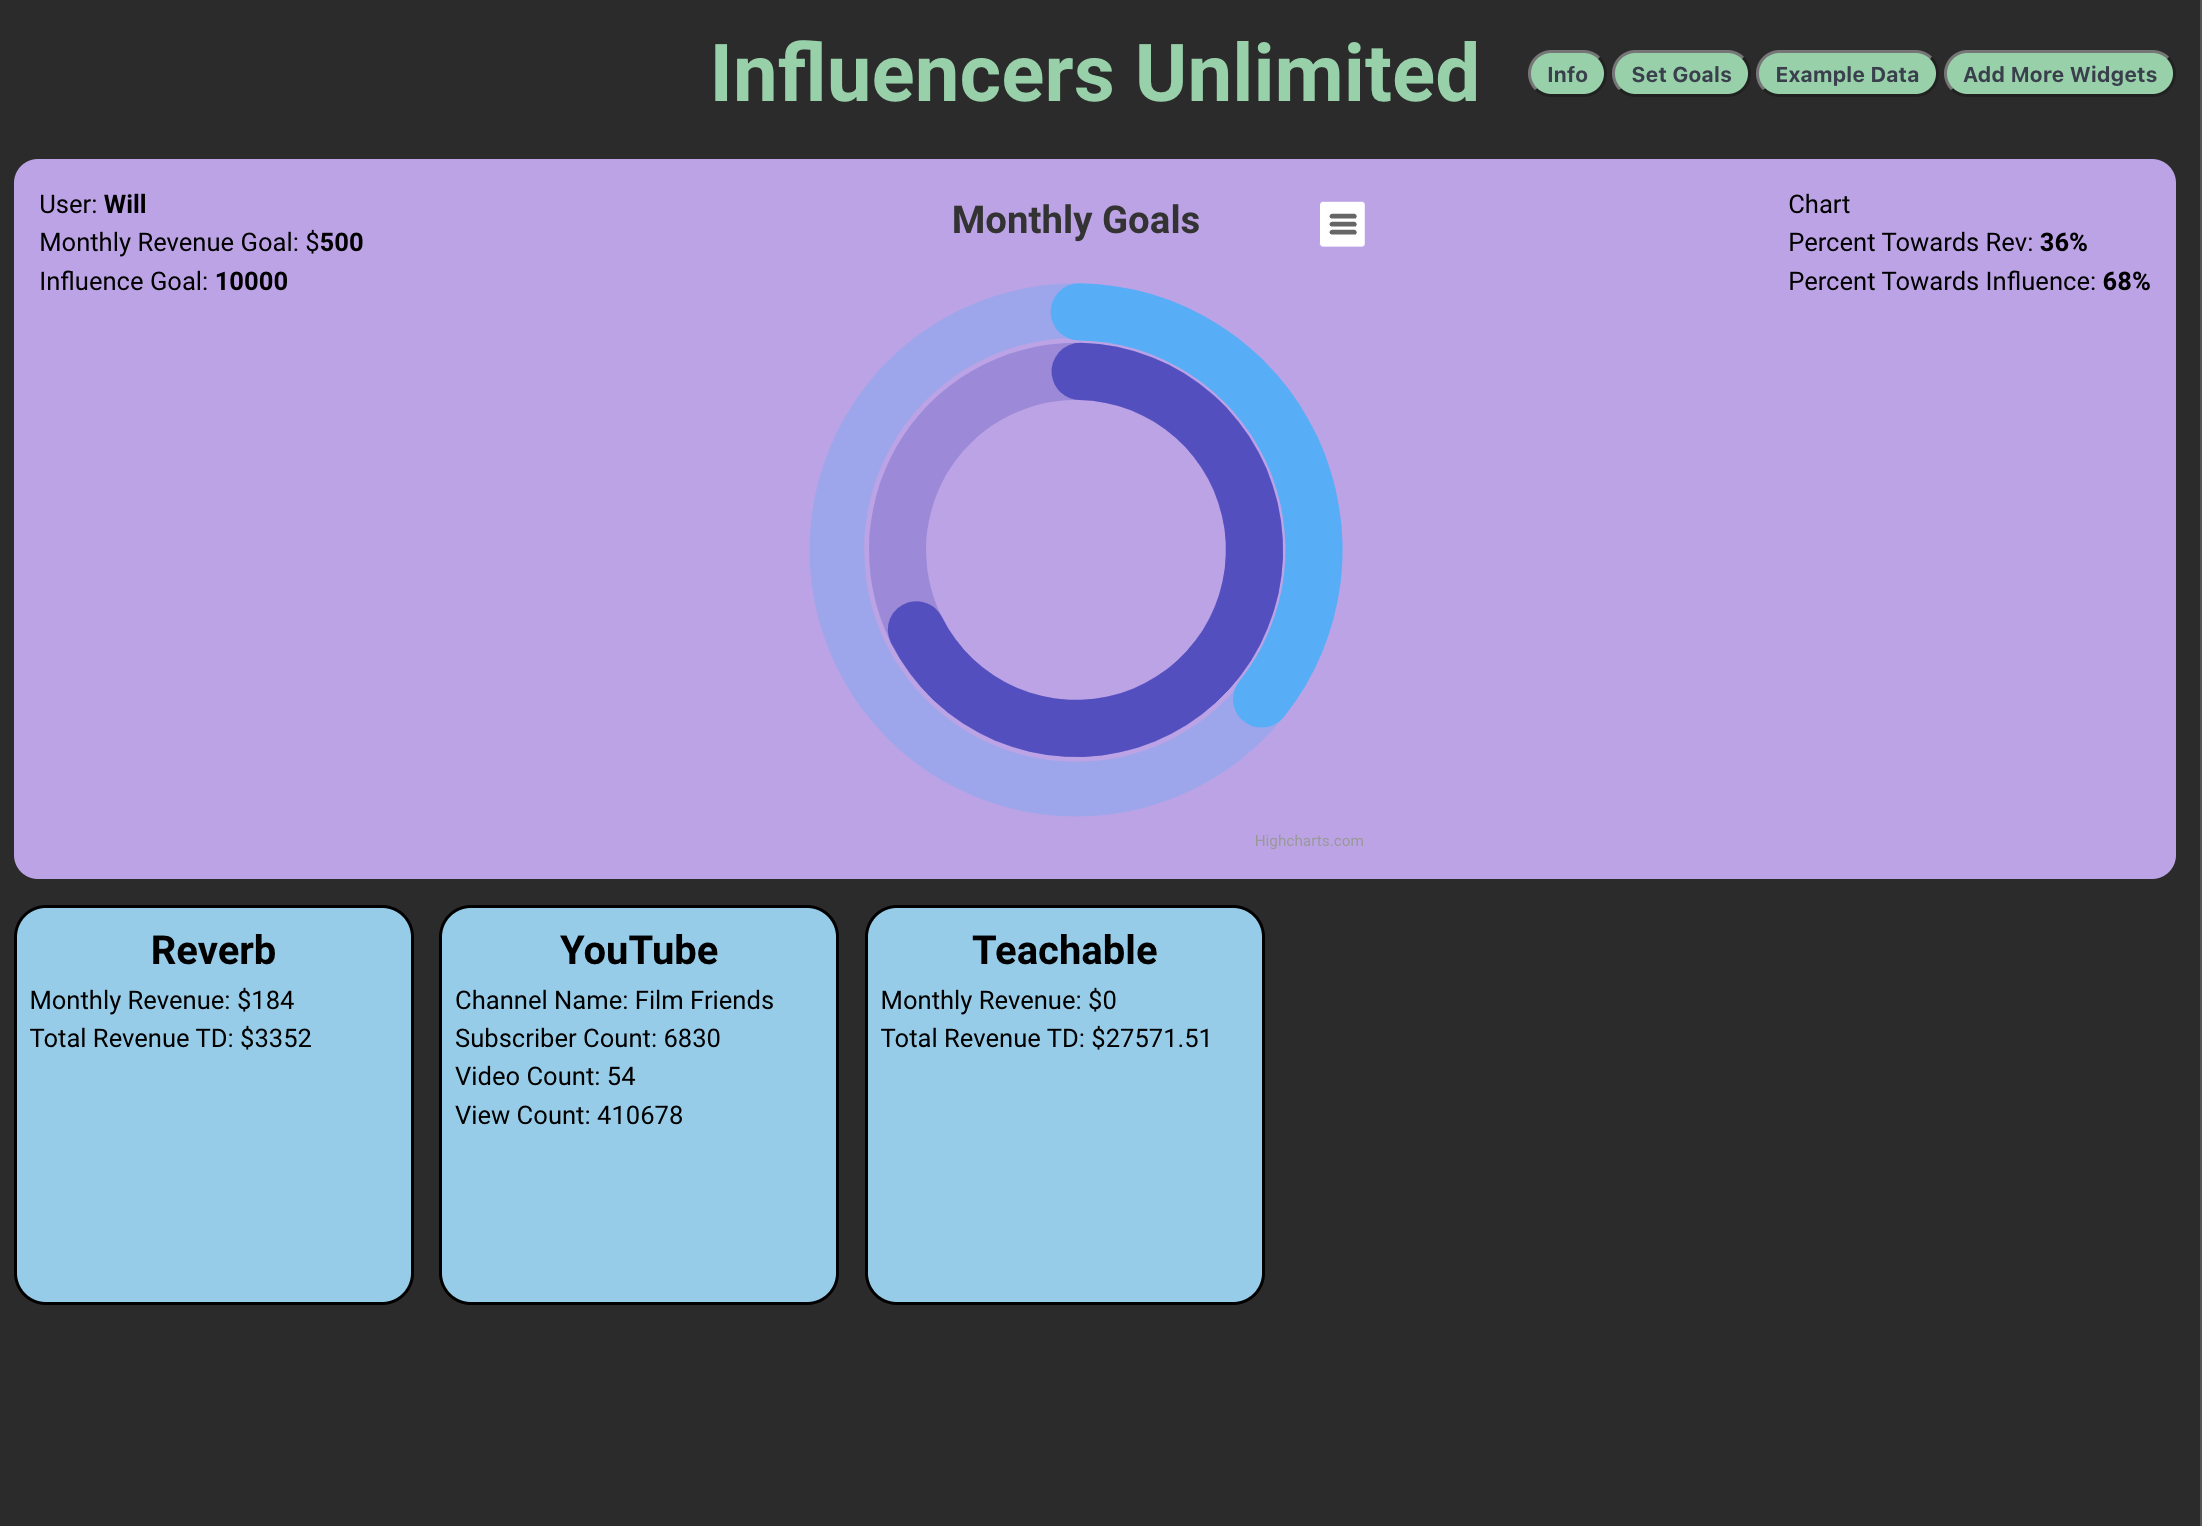 Influencers Unlimited
Info
Set Goals
Example Data
Add More Widgets
User: Will
Monthly Revenue Goal: $500
Influence Goal: 10000
Monthly Goals
Chart
Percent Towards Rev: 36%
Percent Towards Influence: 68%
Highcharts.com
Reverb
Monthly Revenue: $184
Total Revenue TD: $3352
YouTube
Channel Name: Film Friends
Subscriber Count: 6830
Video Count: 54
View Count: 410678
Teachable
Monthly Revenue: $0
Total Revenue TD: $27571.51